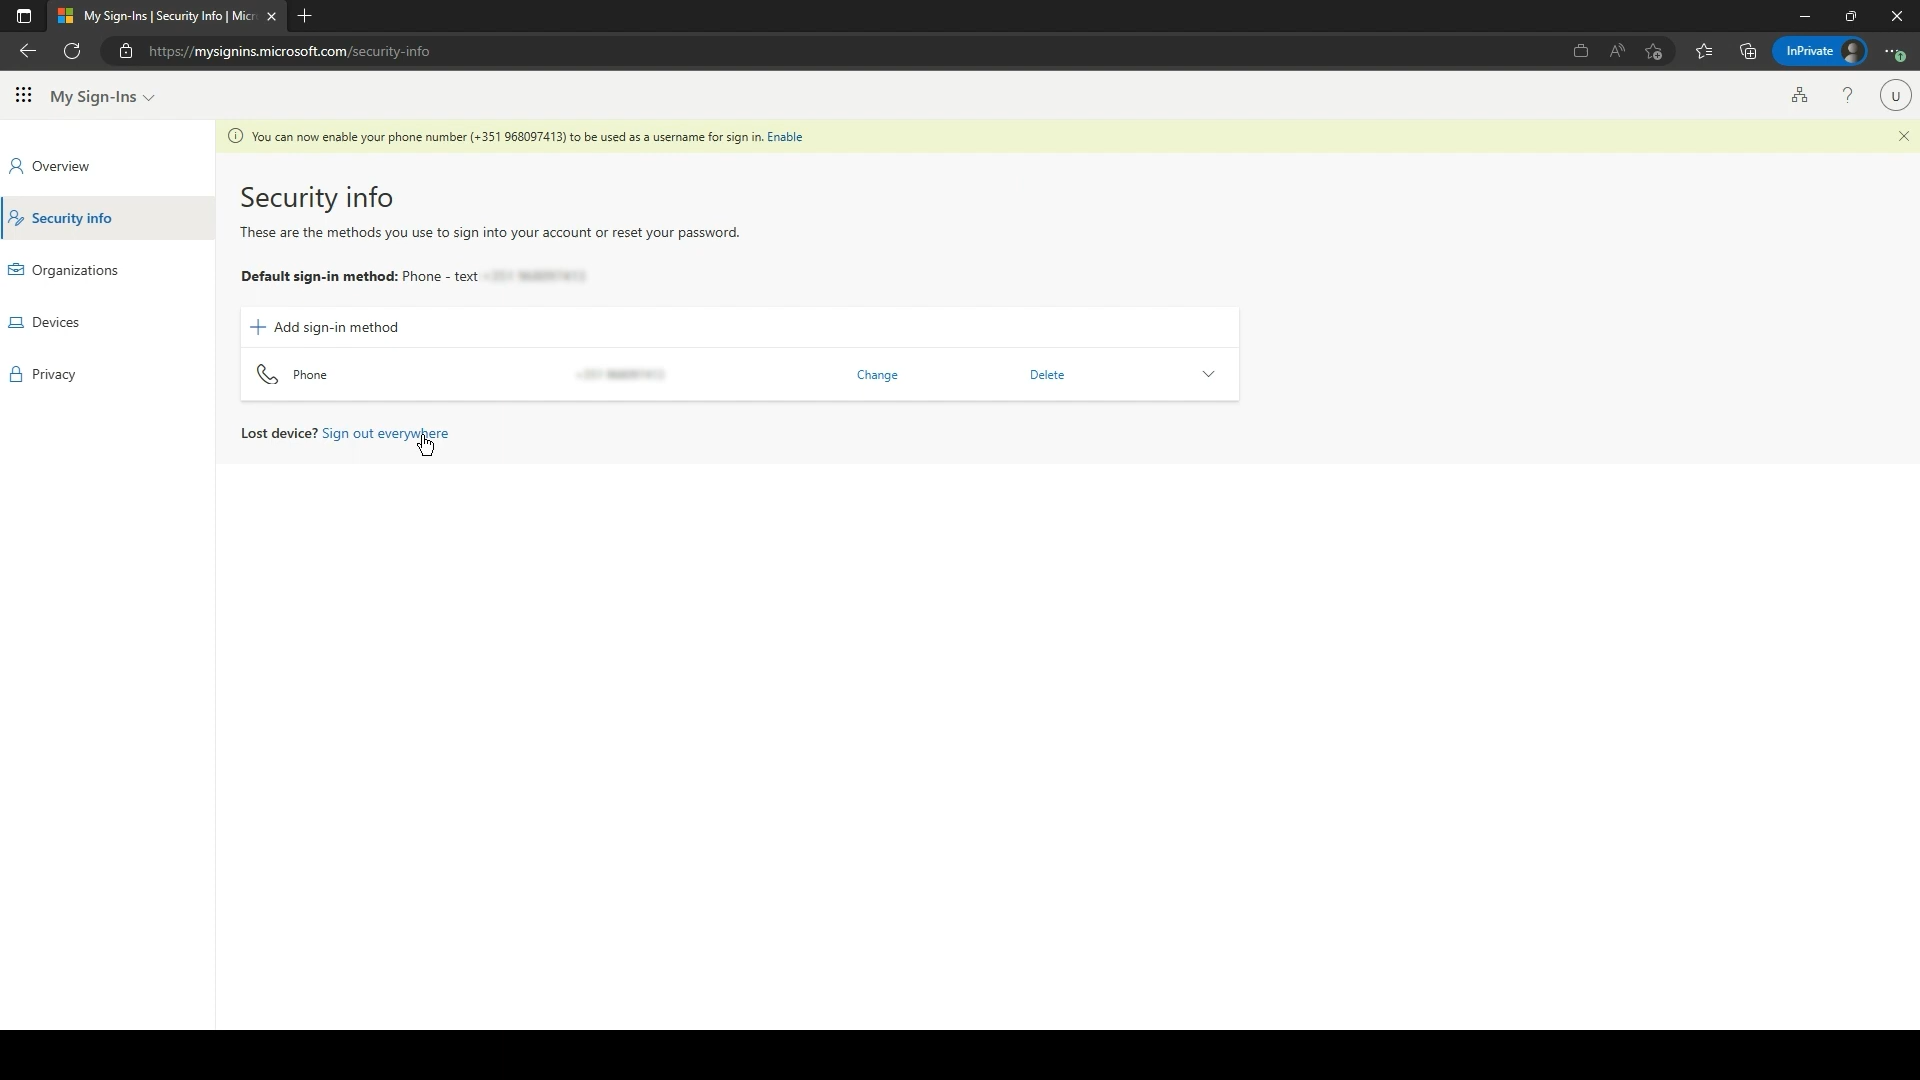 My Sign-Ins | Security Info | Micr
https://mysignins.microsoft.com/security-info
InPrivate
My Sign-Ins
U
You can now enable your phone number (+351 968097413) to be used as a username for sign in. Enable
Overview
Security info
Organizations
Devices
Privacy
Security info
These are the methods you use to sign into your account or reset your password.
Default sign-in method: Phone - text
Add sign-in method
Phone Change Delete
Lost device? Sign out everywhere